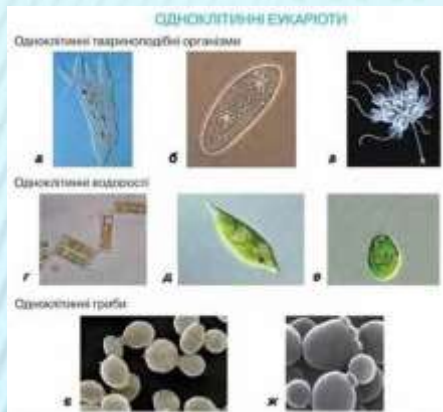 ОДНОКЛІТИННІ ЕУКАРІОТИ
Одноклітинні твариноподібні організми
а б в
Одноклітинні водорості
г д е
Одноклітинні гриби
є ж